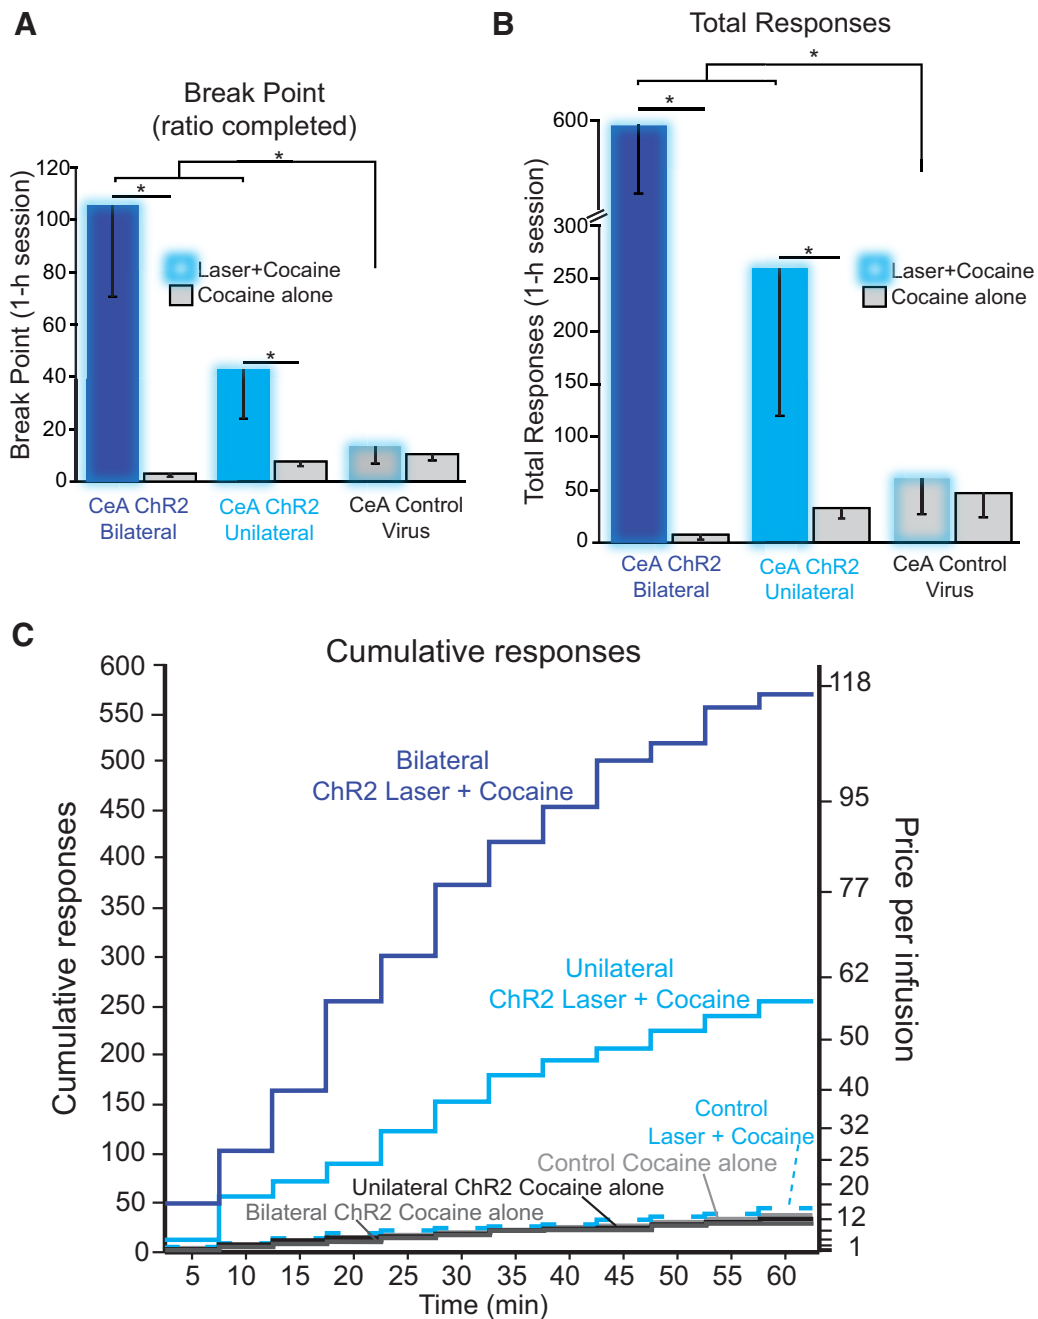 A
Break Point
(ratio completed)
*
*
*
Break Point (1-h session)
120
100
80
60
40
20
0
Laser+Cocaine
Cocaine alone
CeA ChR2
Bilateral
CeA ChR2
Unilateral
CeA Control
Virus
B
Total Responses
*
*
*
Total Responses (1-h session)
600
300
250
200
150
100
50
0
Laser+Cocaine
Cocaine alone
CeA ChR2
Bilateral
CeA ChR2
Unilateral
CeA Control
Virus
C
Cumulative responses
Cumulative responses
600
550
500
450
400
350
300
250
200
150
100
50
0
Bilateral
ChR2 Laser + Cocaine
Unilateral
ChR2 Laser + Cocaine
Control
Laser + Cocaine
Control Cocaine alone
Unilateral ChR2 Cocaine alone
Bilateral ChR2 Cocaine alone
118
95
77
62
50
40
32
25
20
12
1
Price per infusion
5 10 15 20 25 30 35 40 45 50 55 60
Time (min)